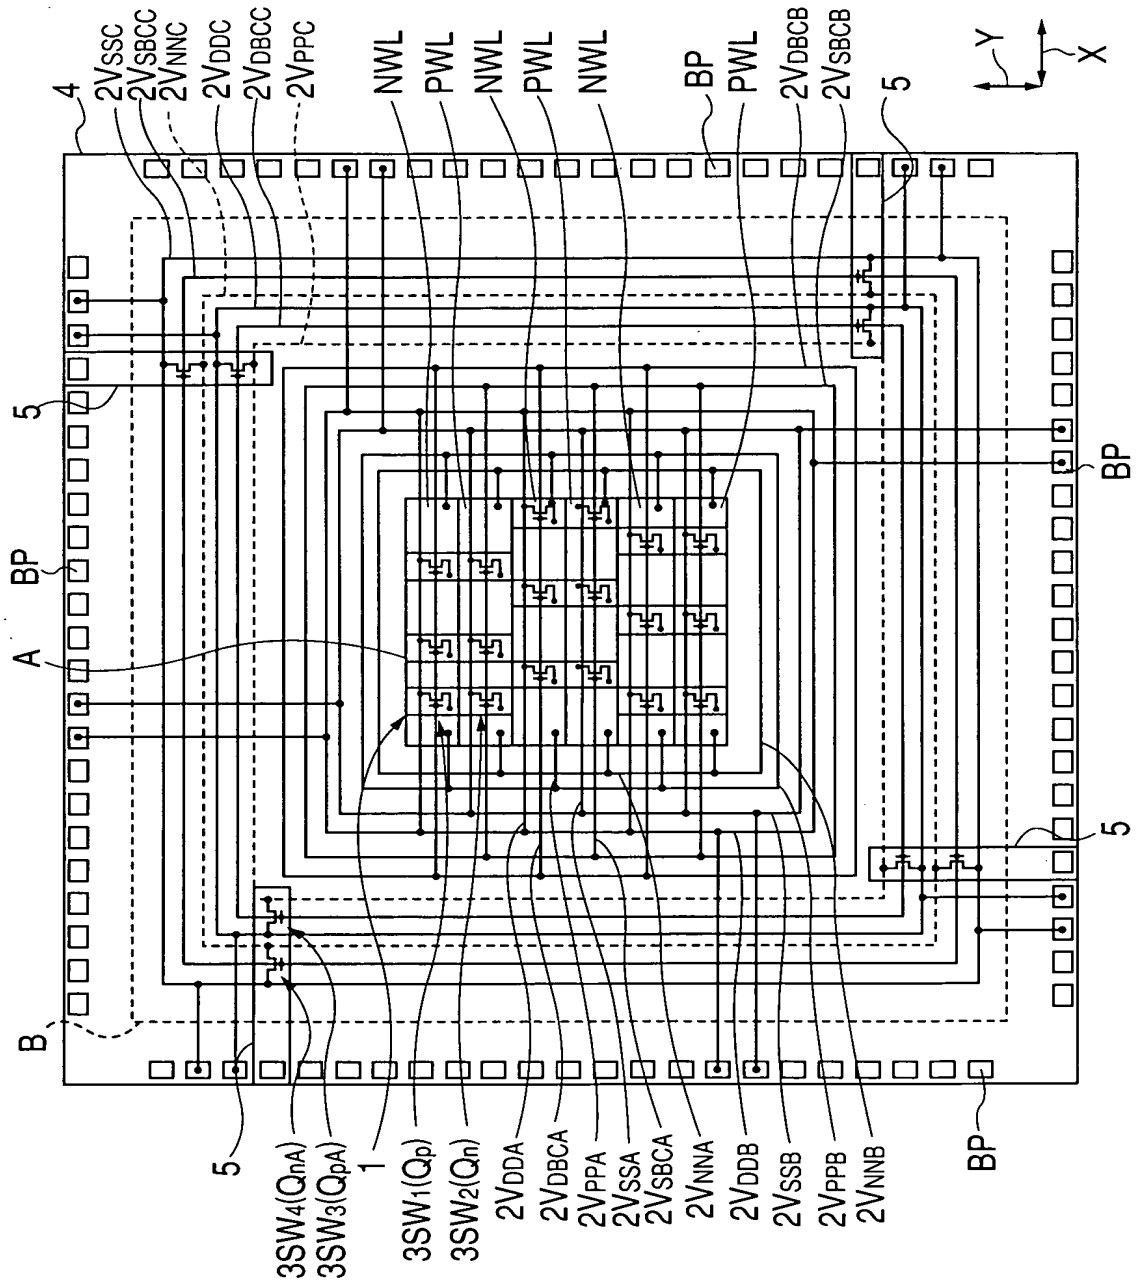 4
2VSSC
2VSBCC
2VNNC
2VDDC
2VDBCC
2VPPC
NWL
PWL
NWL
PWL
NWL
BP
PWL
2VDBCB
2VSBCB
5
Y
X
5
BP
A
B
BP
5
5
3SW4(QnA)
3SW3(QpA)
1
3SW1(Qp)
3SW2(Qn)
2VDDA
2VDBCA
2VPPA
2VSSA
2VSBCA
2VNNA
2VDDB
2VSSB
2VPPB
2VNNB
BP